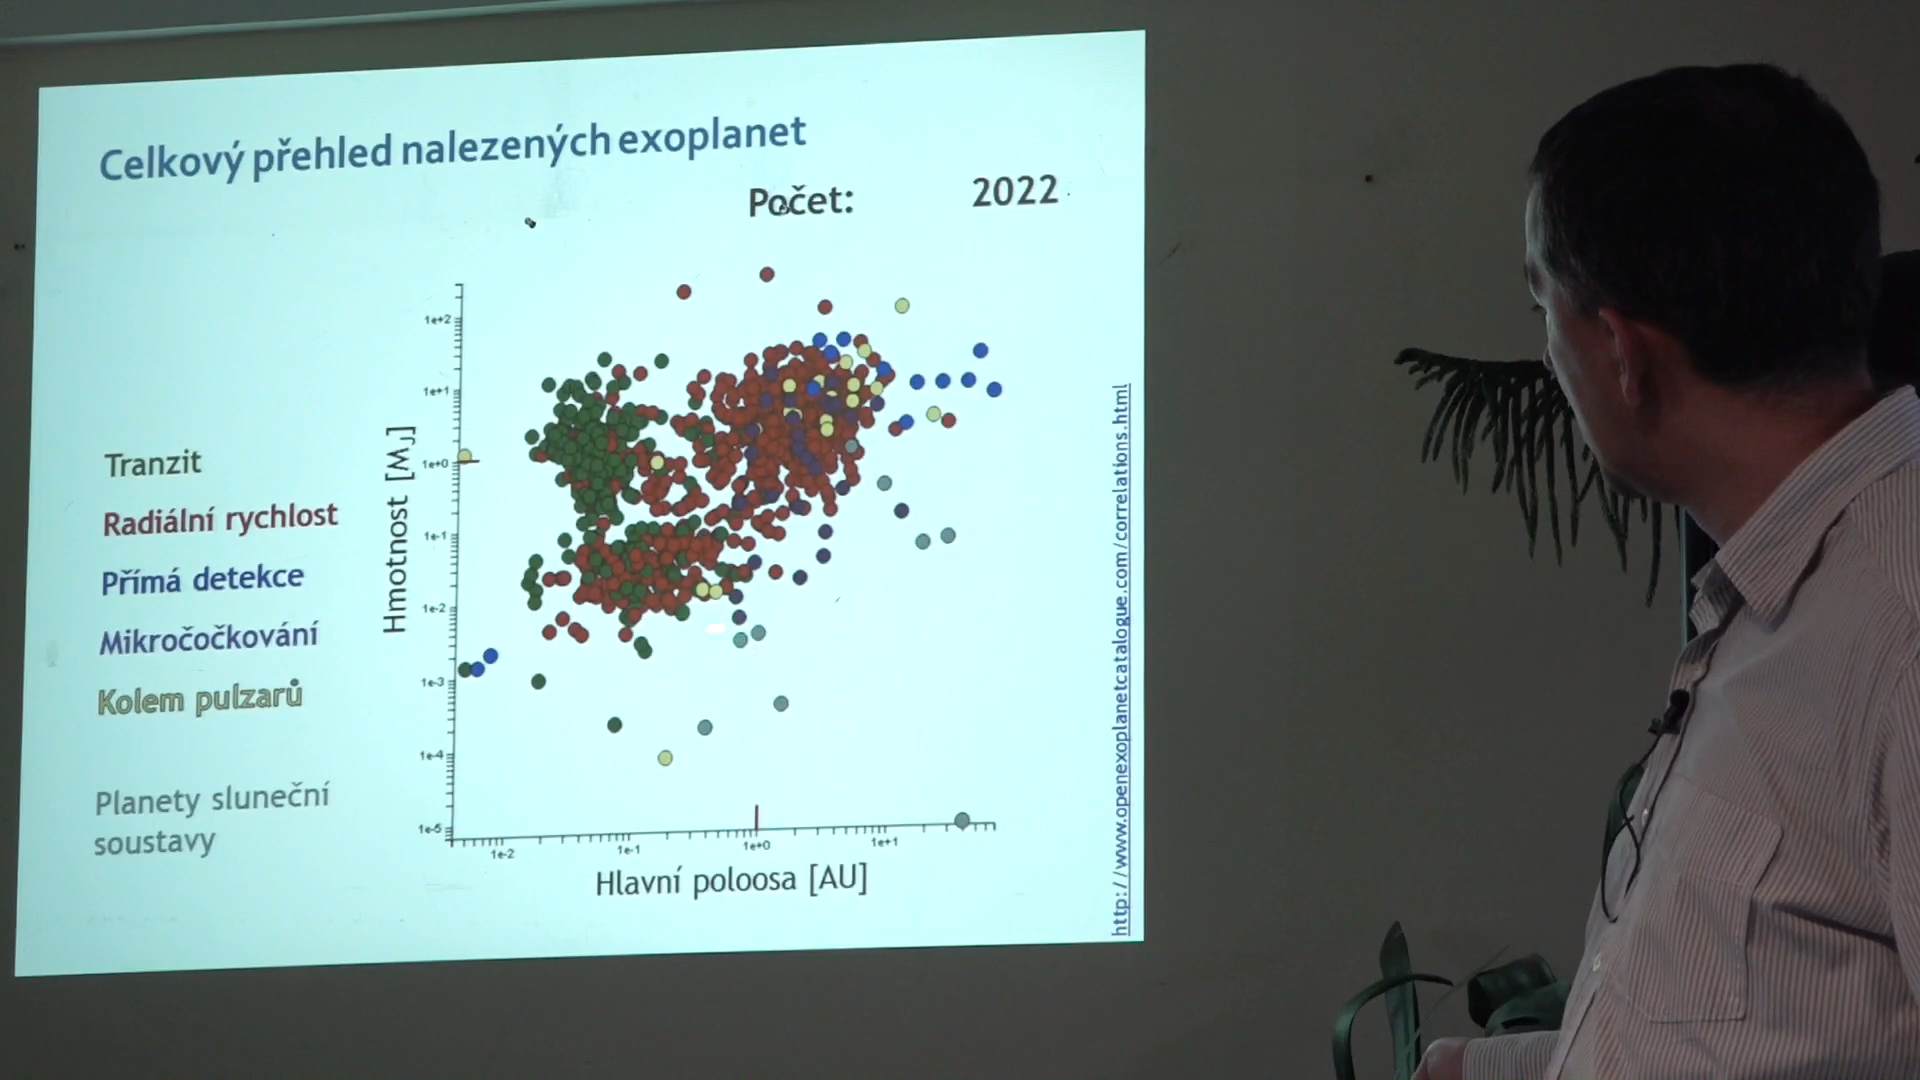 Celkový přehled nalezených exoplanet
Počet: 2022
Tranzit
Radiální rychlost
Přímá detekce
Mikročočkování
Kolem pulzarů
Planety sluneční
soustavy
Hmotnost [MJ]
1e+2
1e+1
1e+0
1e-1
1e-2
1e-3
1e-4
1e-5
1e-2 1e-1 1e+0 1e+1
Hlavní poloosa [AU]
http://www.openexoplanetcatalogue.com/correlations.html